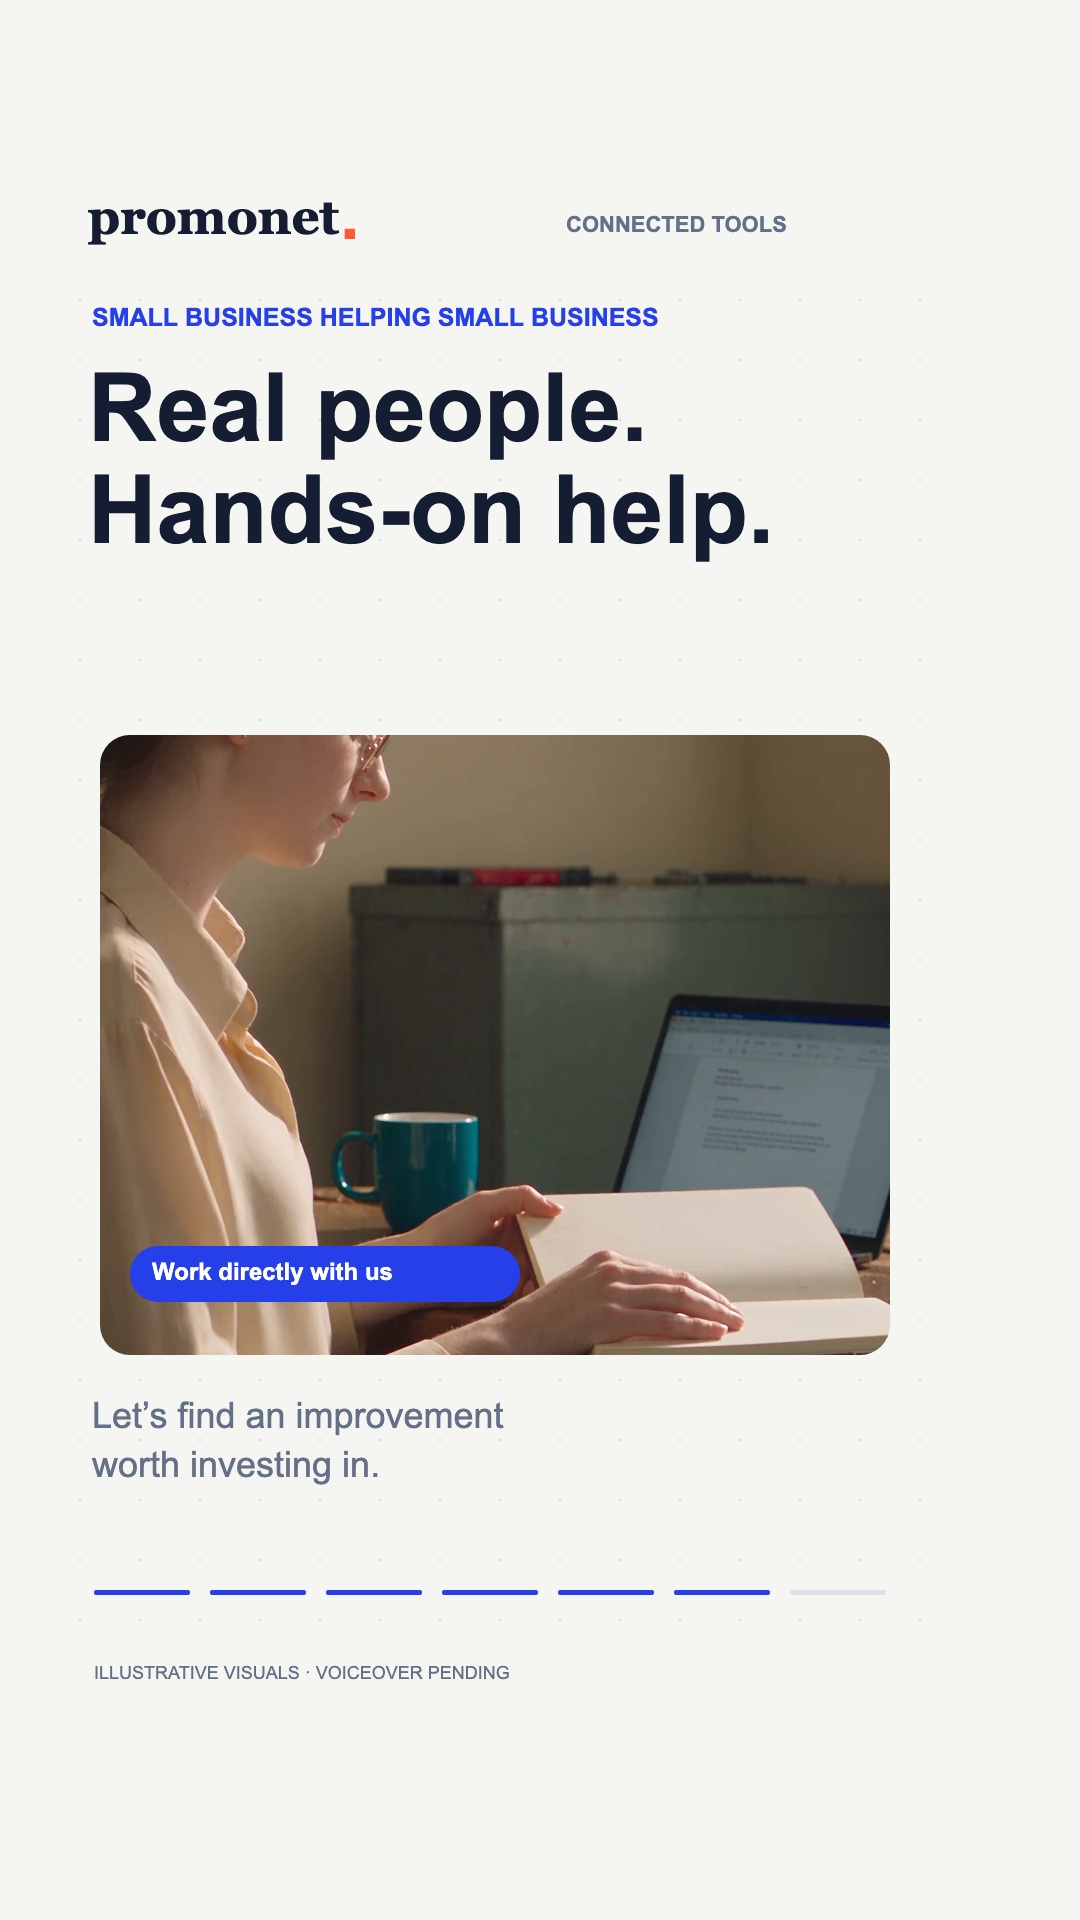 promonet.
CONNECTED TOOLS
SMALL BUSINESS HELPING SMALL BUSINESS
Real people.
Hands-on help.
Work directly with us
Let’s find an improvement
worth investing in.
ILLUSTRATIVE VISUALS · VOICEOVER PENDING